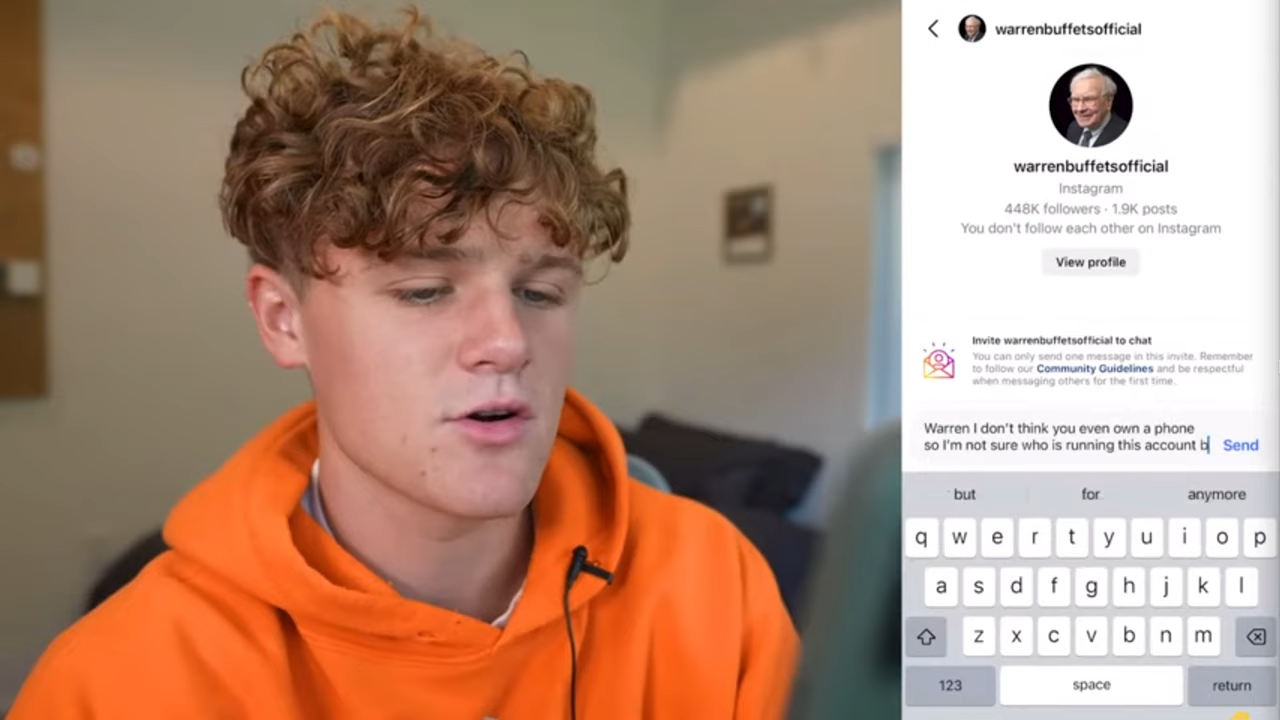 warrenbuffetsofficial
warrenbuffetsofficial
Instagram
448K followers · 1.9K posts
You don't follow each other on Instagram
View profile
Invite warrenbuffetsofficial to chat
You can only send one message in this invite. Remember
to follow our Community Guidelines and be respectful
when messaging others for the first time.
Warren I don't think you even own a phone
so I'm not sure who is running this account b Send
but for anymore
q w e r t y u i o p
a s d f g h j k l
z x c v b n m
123 space return